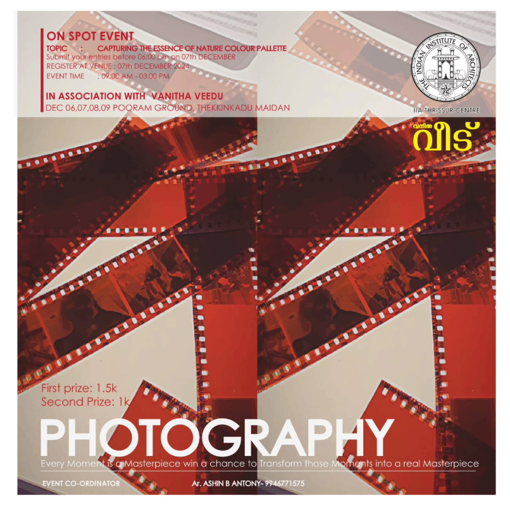 ON SPOT EVENT
TOPIC : CAPTURING THE ESSENCE OF NATURE COLOUR PALLETTE
Submit your entries before 06:00 pm on 07th DECEMBER
REGISTER AT VENUE: 07th DECEMBER 2024
EVENT TIME : 09.00 AM - 03:00 PM
IN ASSOCIATION WITH VANITHA VEEDU
DEC 06,07,08,09 POORAM GROUND, THEKKINKADU MAIDAN
THE INDIAN INSTITUTE OF ARCHITECTS
IIA THRISSUR CENTRE
വനിത
വീട്
First prize: 1.5k
Second Prize: 1k
PHOTOGRAPHY
Every Moment is a Masterpiece win a chance to Transform those Moments into a real Masterpiece
EVENT CO-ORDINATOR Ar. ASHIN B ANTONY- 9946771575